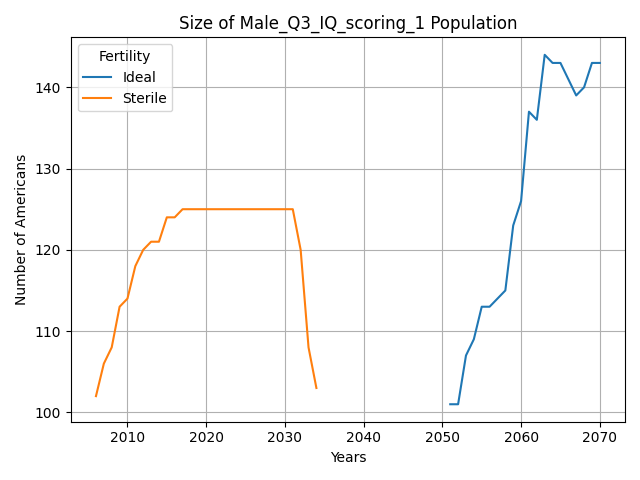 Size of Male_Q3_IQ_scoring_1 Population
Fertility
Ideal
Sterile
Number of Americans
140
130
120
110
100
2010 2020 2030 2040 2050 2060 2070
Years